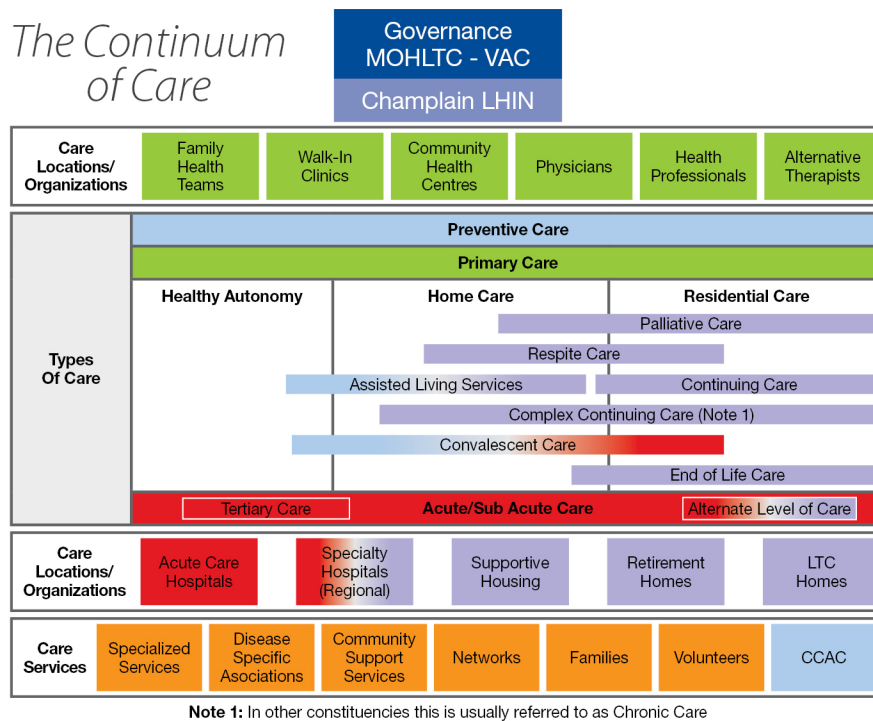 The Continuum
of Care
Governance
MOHLTC - VAC
Champlain LHIN
Care
Locations/
Organizations
Family
Health
Teams
Walk-In
Clinics
Community
Health
Centres
Physicians
Health
Professionals
Alternative
Therapists
Types
Of Care
Preventive Care
Primary Care
Healthy Autonomy
Home Care
Residential Care
Palliative Care
Respite Care
Assisted Living Services
Continuing Care
Complex Continuing Care (Note 1)
Convalescent Care
End of Life Care
Tertiary Care
Acute/Sub Acute Care
Alternate Level of Care
Care
Locations/
Organizations
Acute Care
Hospitals
Specialty
Hospitals
(Regional)
Supportive
Housing
Retirement
Homes
LTC
Homes
Care
Services
Specialized
Services
Disease
Specific
Asociations
Community
Support
Services
Networks
Families
Volunteers
CCAC
Note 1: In other constituencies this is usually referred to as Chronic Care